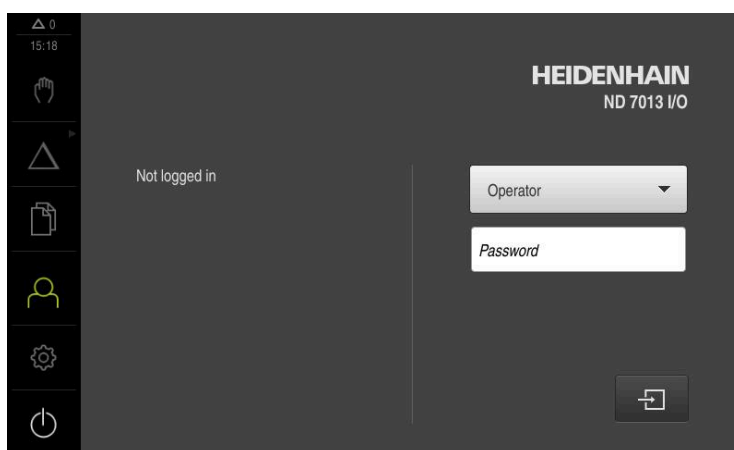 0
15:18
HEIDENHAIN
ND 7013 I/O
Not logged in
Operator
Password